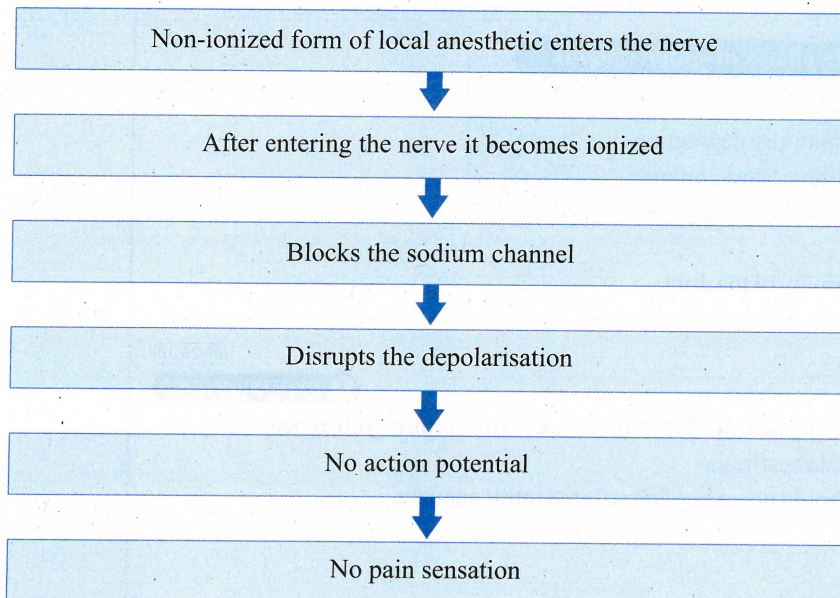 Non-ionized form of local anesthetic enters the nerve
After entering the nerve it becomes ionized
Blocks the sodium channel
Disrupts the depolarisation
No action potential
No pain sensation